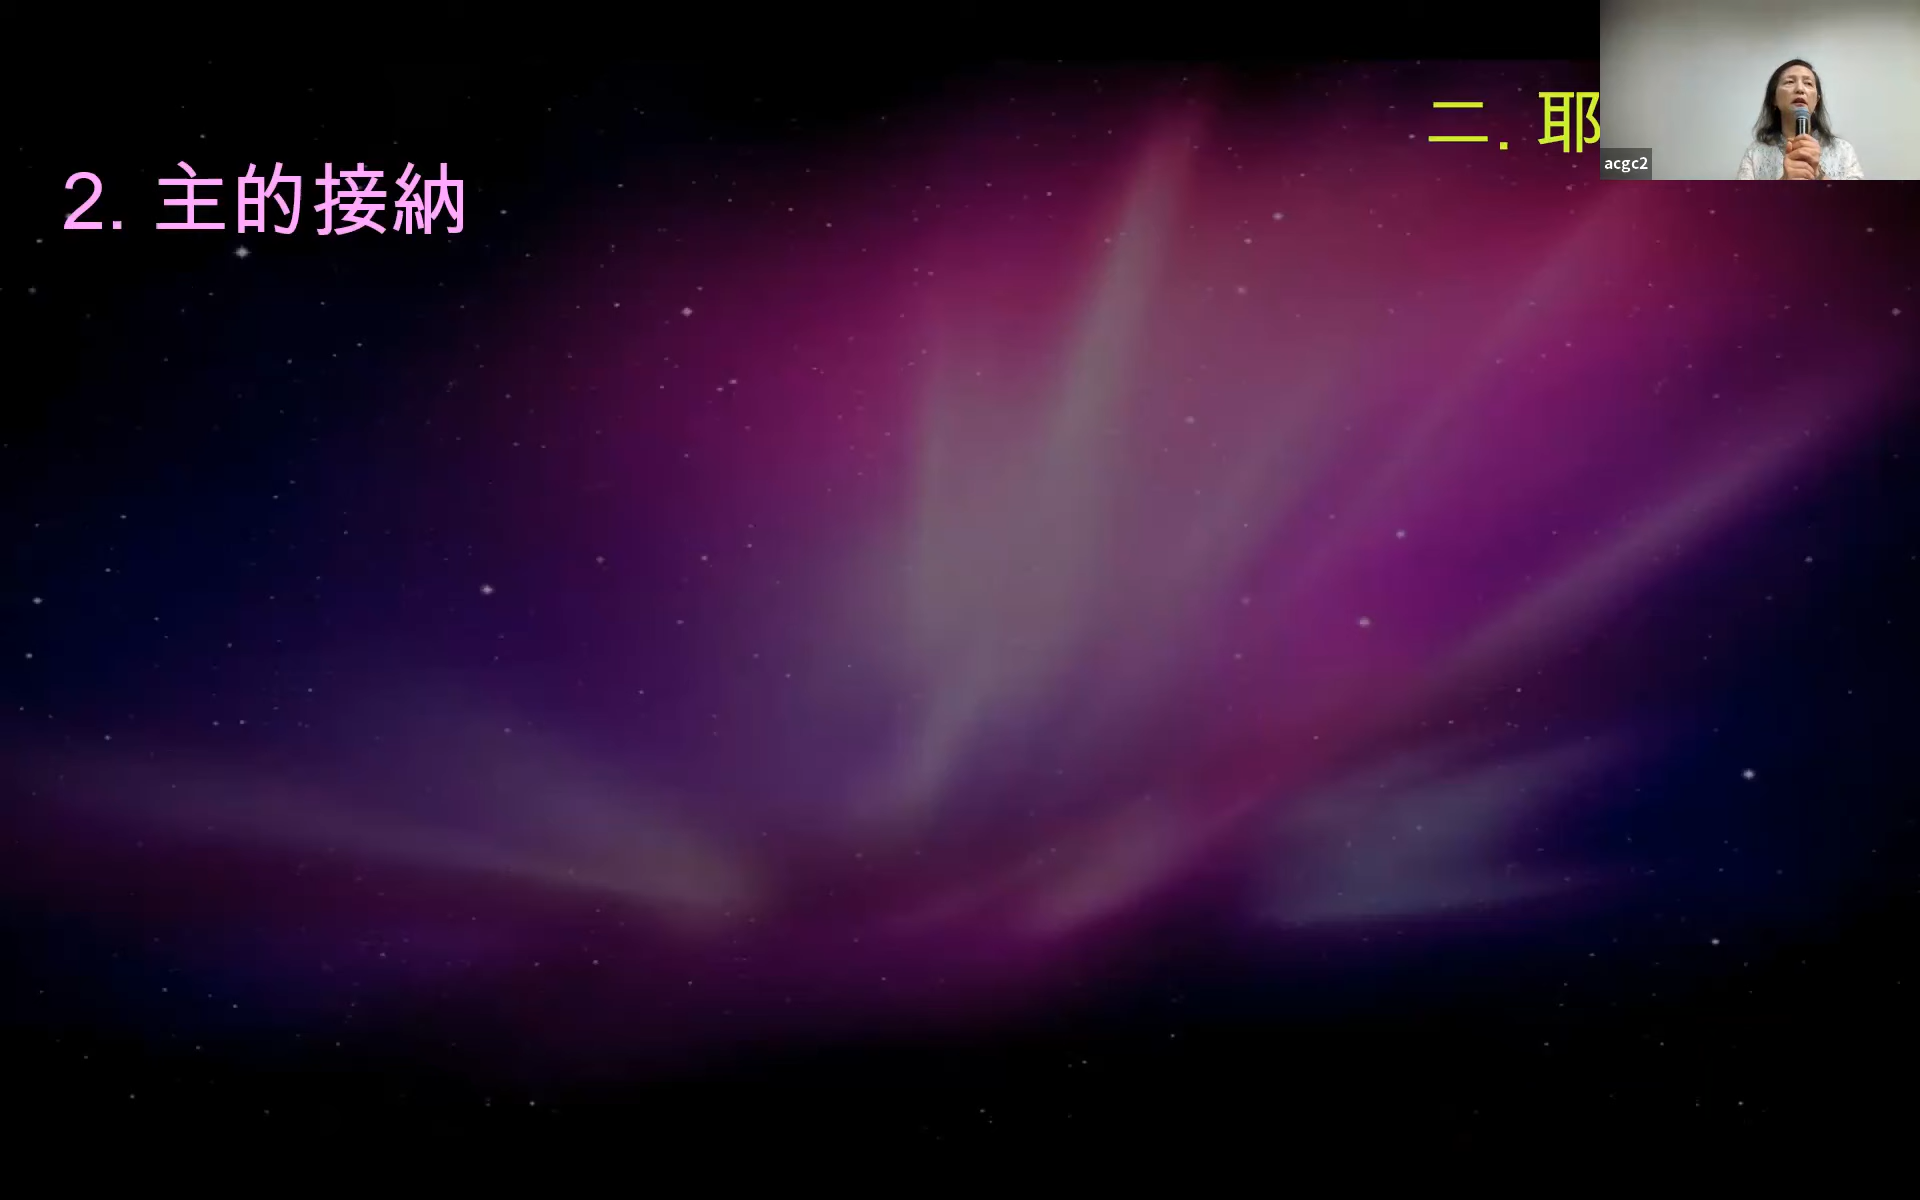 二. 耶
2. 主的接納
acgc2